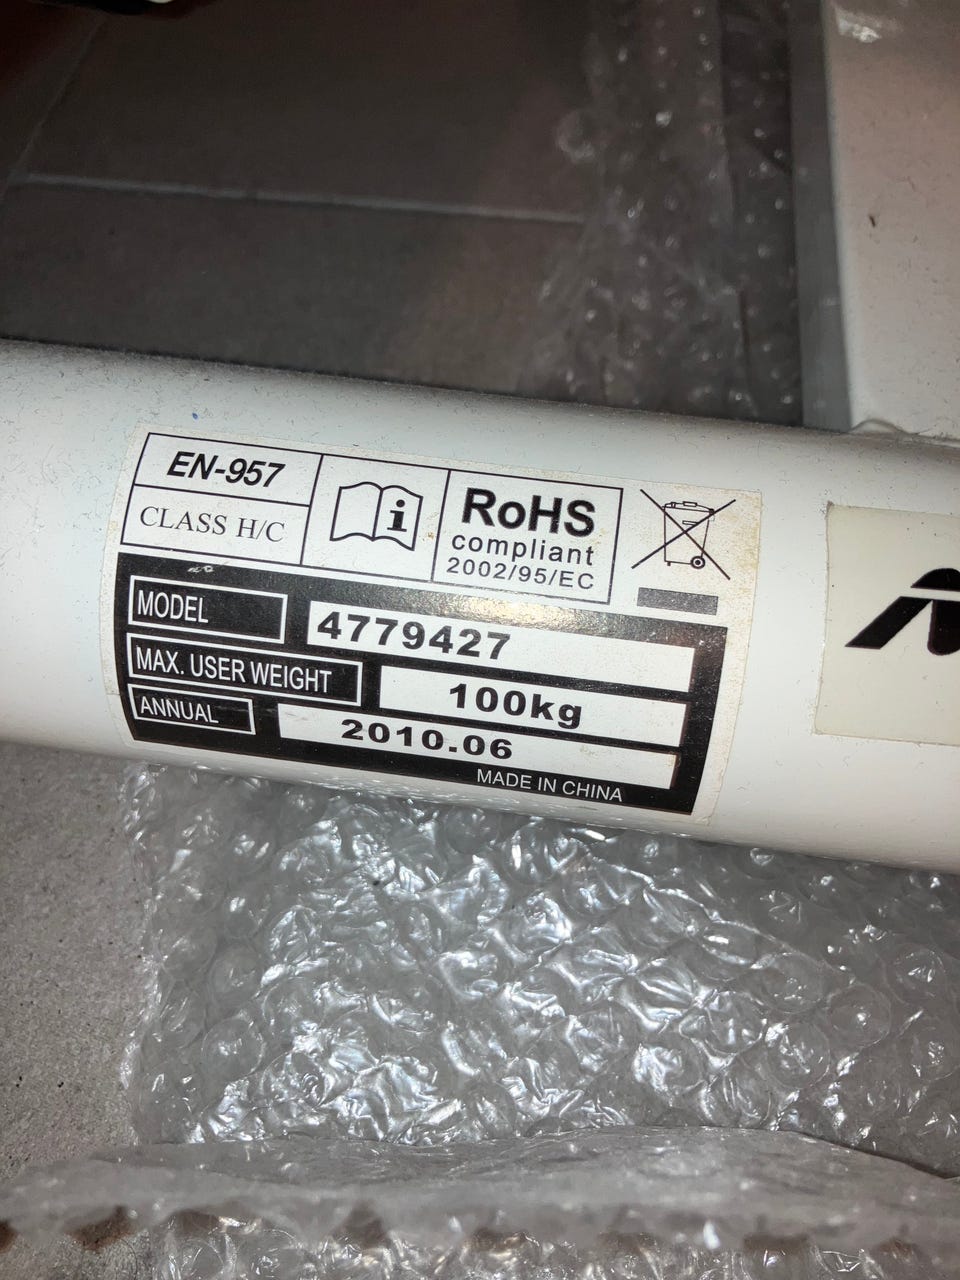 EN-957
CLASS H/C
i
RoHS
compliant
2002/95/EC
MODEL 4779427
MAX. USER WEIGHT 100kg
ANNUAL 2010.06
MADE IN CHINA